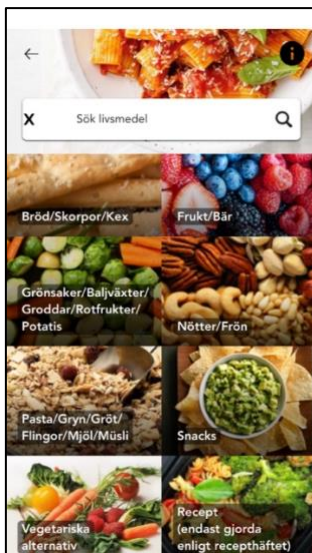 X Sök livsmedel
Bröd/Skorpor/Kex
Frukt/Bär
Grönsaker/Baljväxter/
Groddar/Rotfrukter/
Potatis
Nötter/Frön
Pasta/Gryn/Gröt/
Flingor/Mjöl/Müsli
Snacks
Vegetariska
alternativ
Recept
(endast gjorda
enligt recepthäftet)